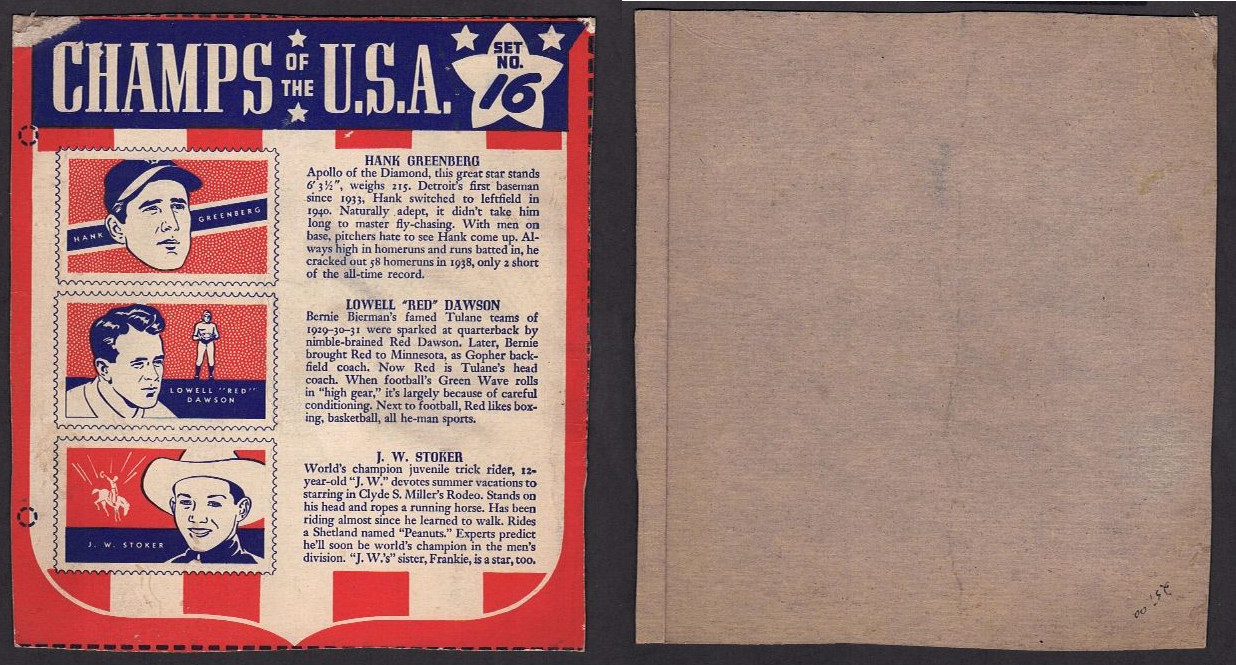 CHAMPS OF THE U.S.A.
SET NO. 16
HANK GREENBERG
HANK GREENBERG
Apollo of the Diamond, this great star stands
6' 3½", weighs 215. Detroit's first baseman
since 1933, Hank switched to leftfield in
1940. Naturally adept, it didn't take him
long to master fly-chasing. With men on
base, pitchers hate to see Hank come up. Al-
ways high in homeruns and runs batted in, he
cracked out 58 homeruns in 1938, only 2 short
of the all-time record.
LOWELL "RED"
DAWSON
LOWELL "RED" DAWSON
Bernie Bierman's famed Tulane teams of
1929-30-31 were sparked at quarterback by
nimble-brained Red Dawson. Later, Bernie
brought Red to Minnesota, as Gopher back-
field coach. Now Red is Tulane's head
coach. When football's Green Wave rolls
in "high gear," it's largely because of careful
conditioning. Next to football, Red likes box-
ing, basketball, all he-man sports.
J. W. STOKER
J. W. STOKER
World's champion juvenile trick rider, 12-
year-old "J. W." devotes summer vacations to
starring in Clyde S. Miller's Rodeo. Stands on
his head and ropes a running horse. Has been
riding almost since he learned to walk. Rides
a Shetland named "Peanuts." Experts predict
he'll soon be world's champion in the men's
division. "J. W.'s" sister, Frankie, is a star, too.